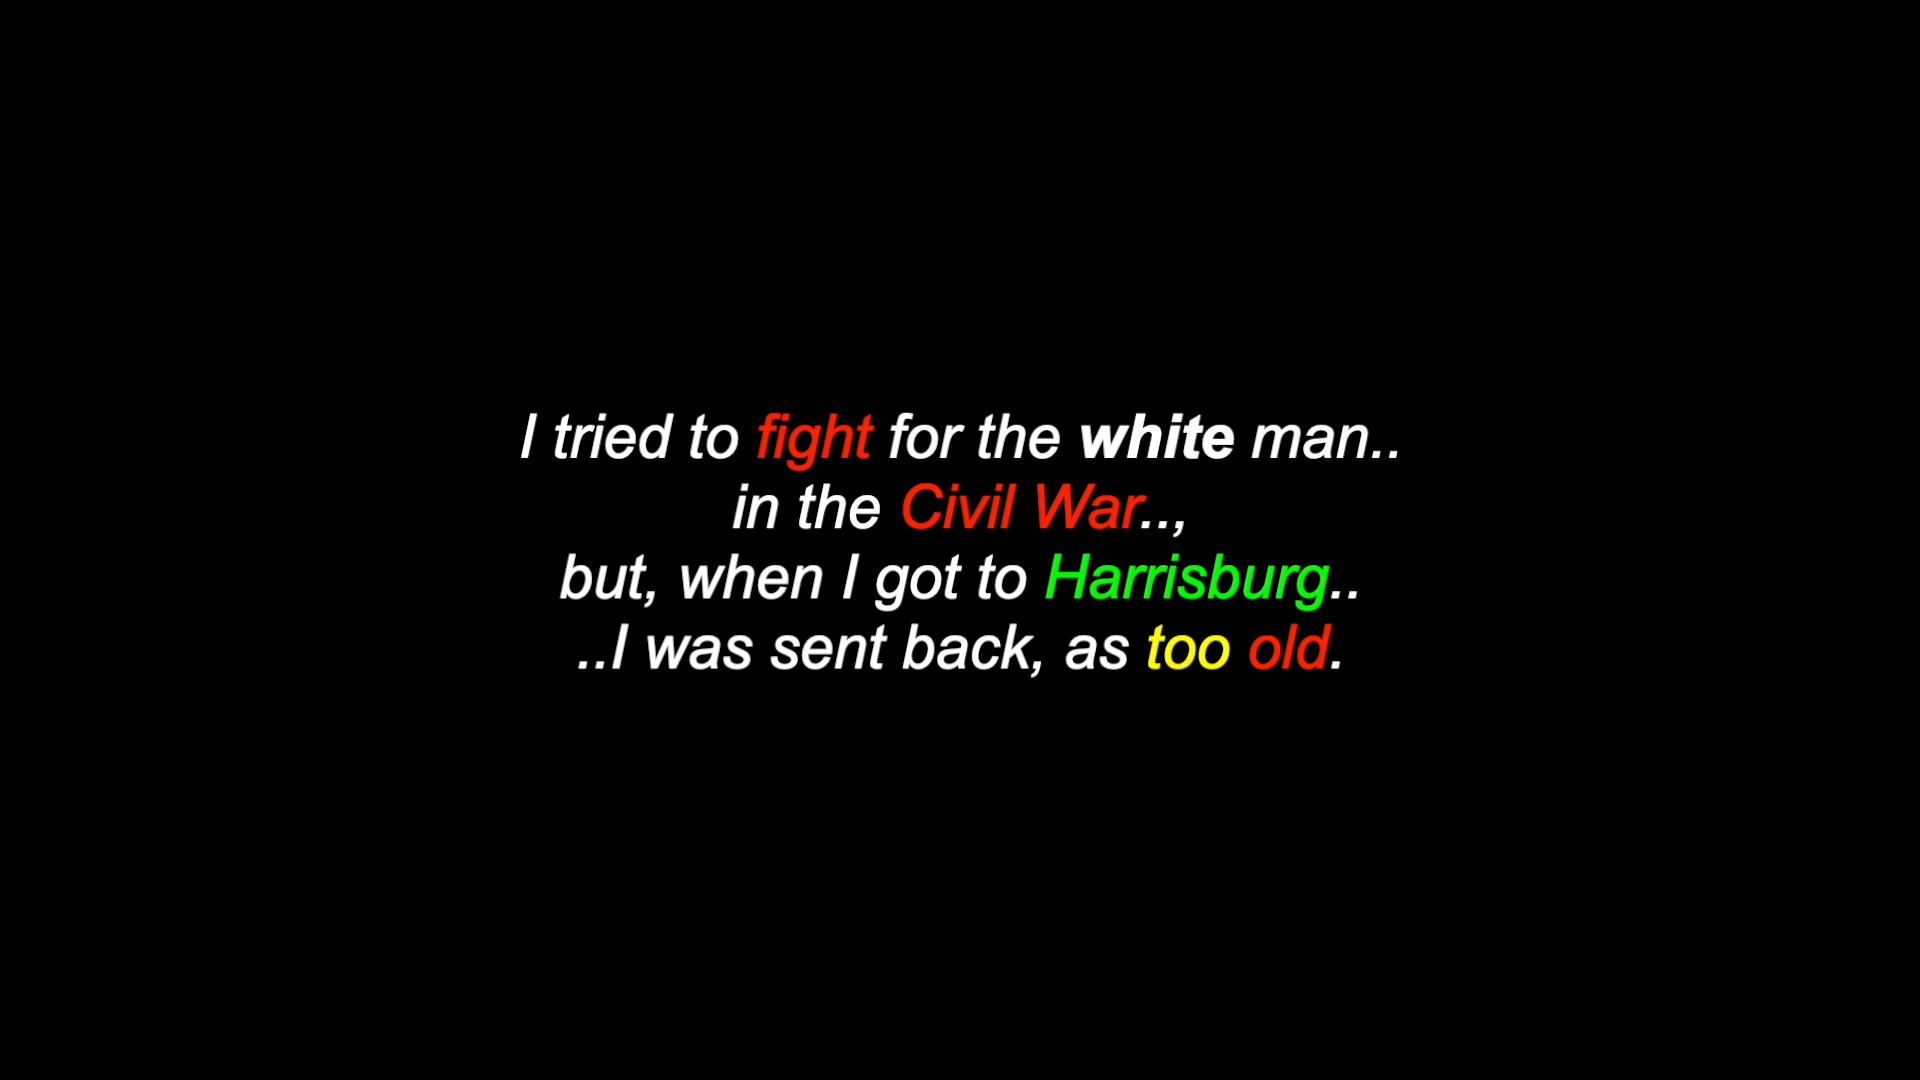 I tried to fight for the white man..
in the Civil War..,
but, when I got to Harrisburg..
..I was sent back, as too old.